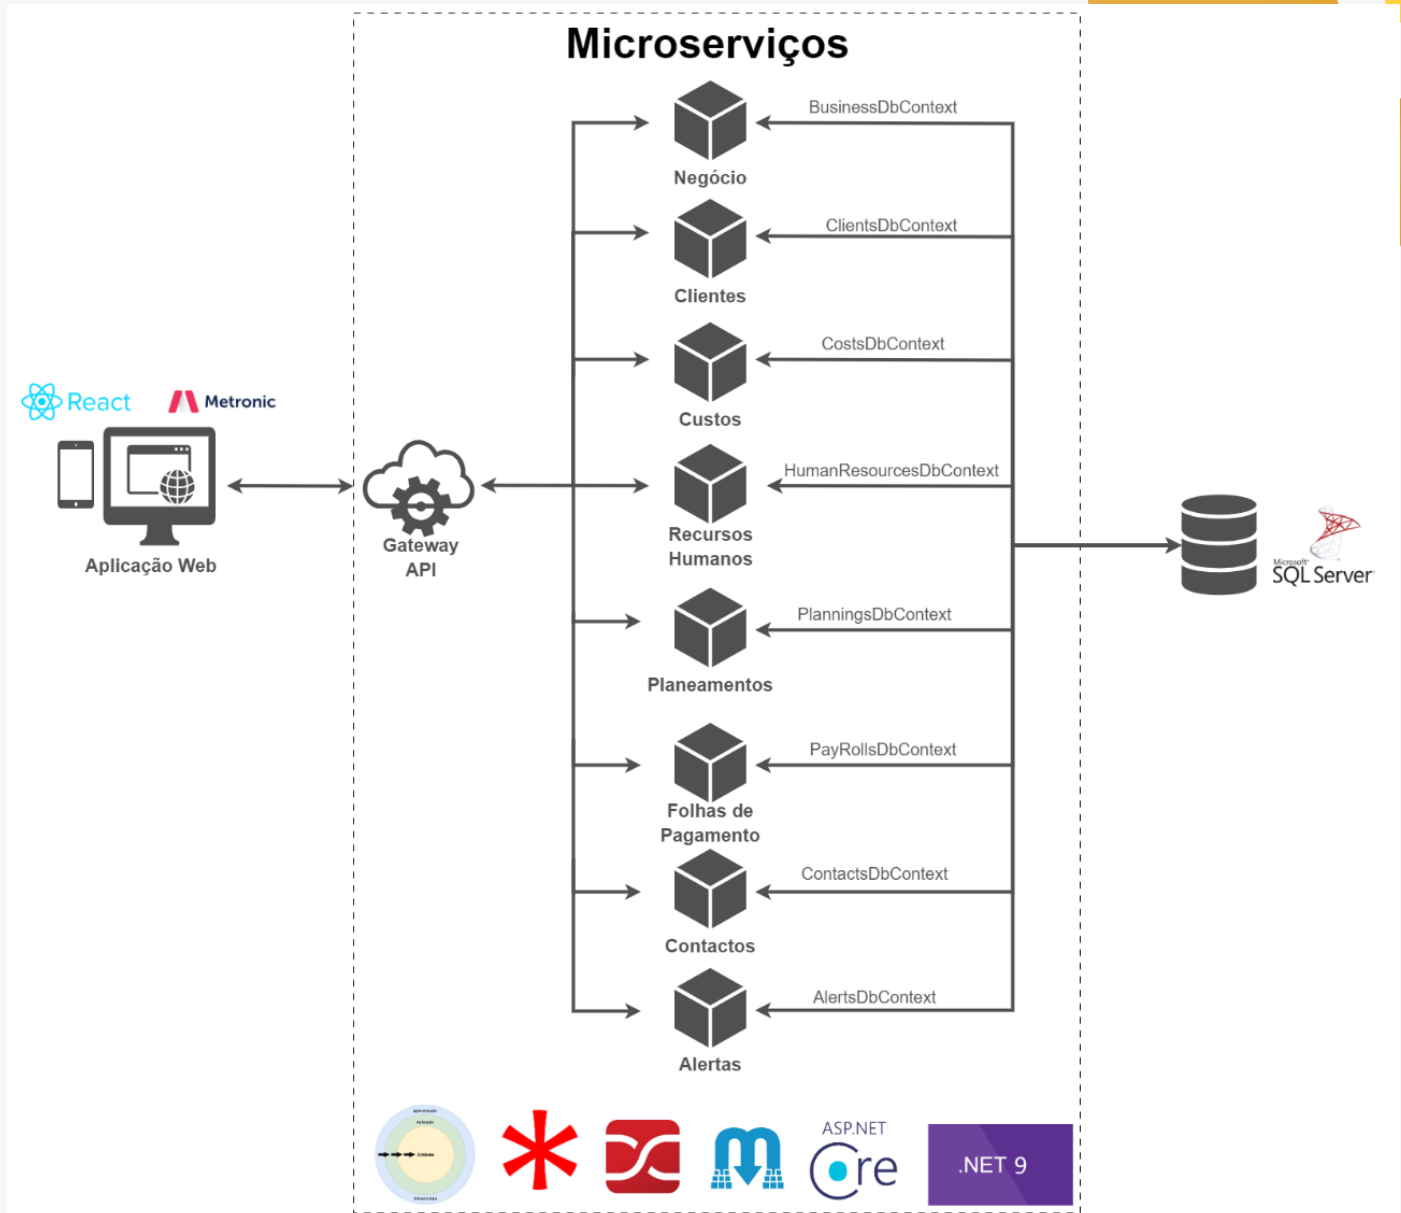 Microserviços
BusinessDbContext
Negócio
ClientsDbContext
Clientes
CostsDbContext
Custos
React
Metronic
HumanResourcesDbContext
Recursos
Humanos
Gateway
API
Aplicação Web
Microsoft
SQL Server
PlanningsDbContext
Planeamentos
PayRollsDbContext
Folhas de
Pagamento
ContactsDbContext
Contactos
AlertsDbContext
Alertas
Entidades
ASP.NET
Core
.NET 9